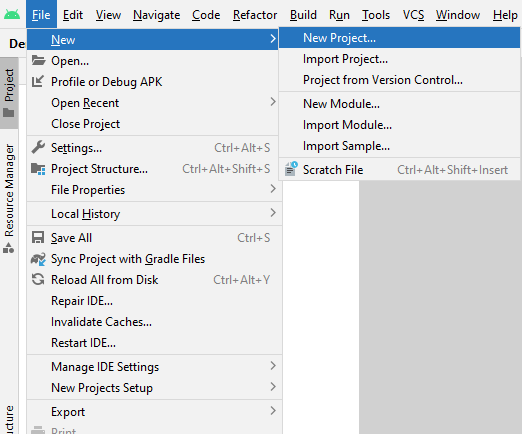 File Edit View Navigate Code Refactor Build Run Tools VCS Window Help
De
Project
Resource Manager
New
Open...
Profile or Debug APK
Open Recent
Close Project
Settings... Ctrl+Alt+S
Project Structure... Ctrl+Alt+Shift+S
File Properties
Local History
Save All Ctrl+S
Sync Project with Gradle Files
Reload All from Disk Ctrl+Alt+Y
Repair IDE...
Invalidate Caches...
Restart IDE...
Manage IDE Settings
New Projects Setup
Export
Print
New Project...
Import Project...
Project from Version Control...
New Module...
Import Module...
Import Sample...
Scratch File Ctrl+Alt+Shift+Insert
ucture